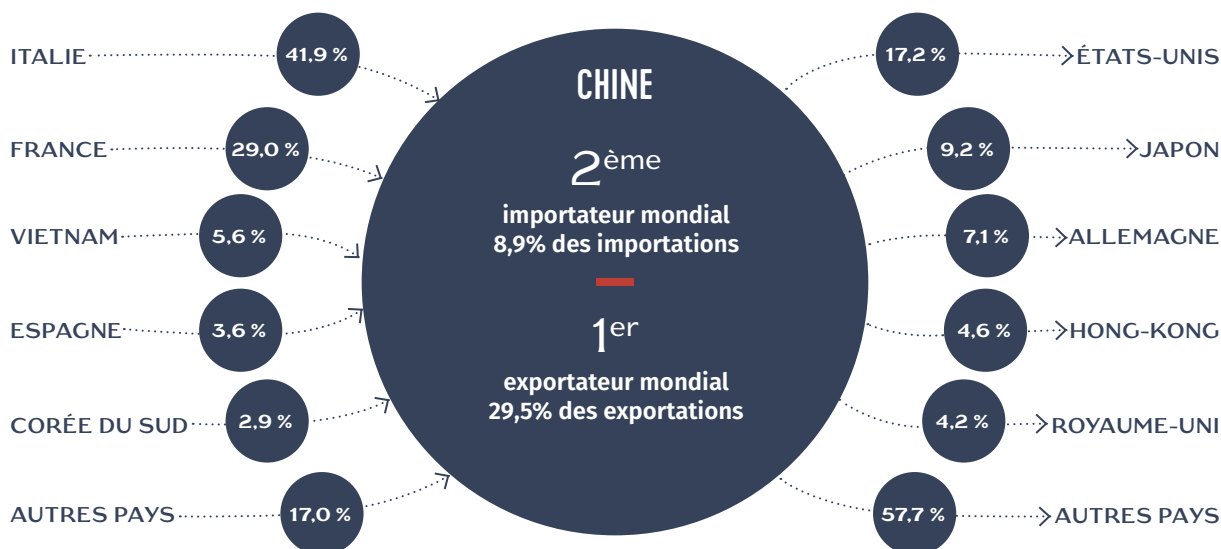 ITALIE
41,9 %
FRANCE
29,0 %
VIETNAM
5,6 %
ESPAGNE
3,6 %
CORÉE DU SUD
2,9 %
AUTRES PAYS
17,0 %
CHINE
2ème
importateur mondial
8,9% des importations
1er
exportateur mondial
29,5% des exportations
17,2 %
ÉTATS-UNIS
9,2 %
JAPON
7,1 %
ALLEMAGNE
4,6 %
HONG-KONG
4,2 %
ROYAUME-UNI
57,7 %
AUTRES PAYS